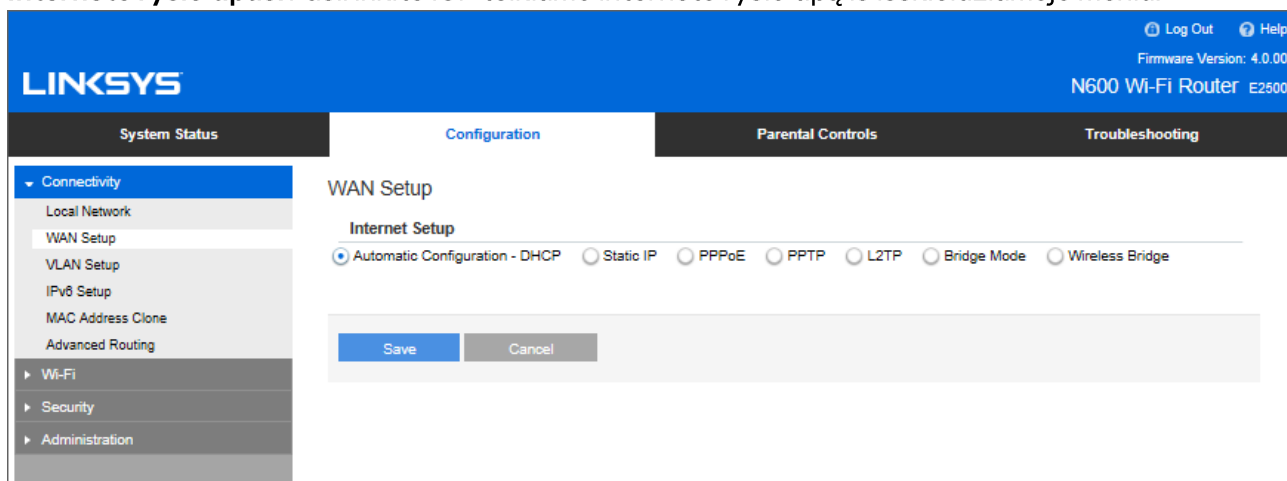 Log Out Help
Firmware Version: 4.0.00
LINKSYS
N600 Wi-Fi Router E2500
System Status Configuration Parental Controls Troubleshooting
Connectivity
Local Network
WAN Setup
VLAN Setup
IPv6 Setup
MAC Address Clone
Advanced Routing
Wi-Fi
Security
Administration
WAN Setup
Internet Setup
Automatic Configuration - DHCP Static IP PPPoE PPTP L2TP Bridge Mode Wireless Bridge
Save Cancel